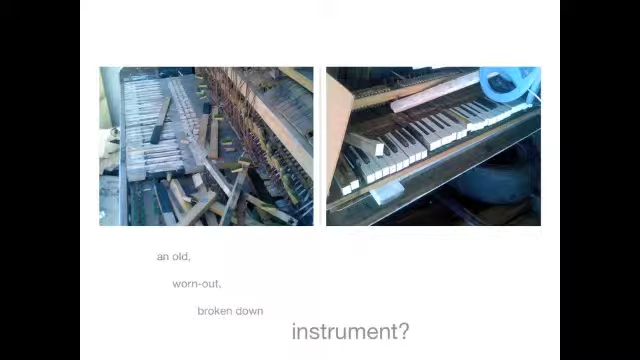 an old,
worn-out,
broken down
instrument?